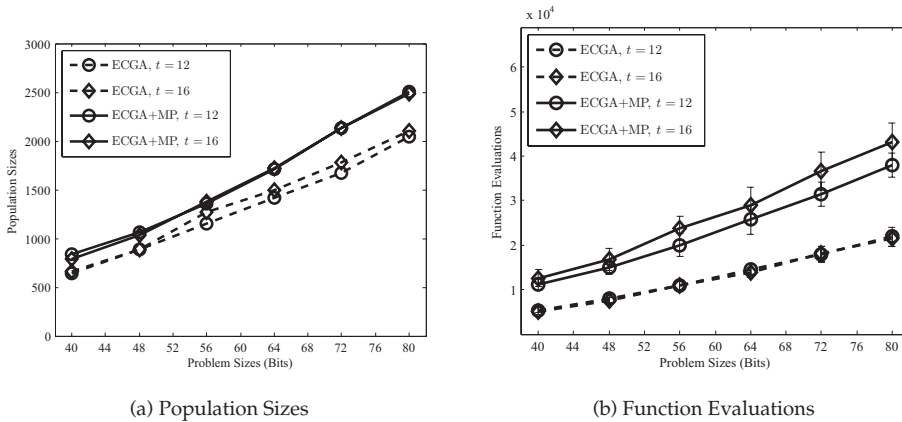 3000
2500
2000
1500
1000
500
0
Population Sizes
ECGA, t = 12
ECGA, t = 16
ECGA+MP, t = 12
ECGA+MP, t = 16
40 44 48 52 56 60 64 68 72 76 80
Problem Sizes (Bits)
(a) Population Sizes
x 10^4
6
5
4
3
2
1
Function Evaluations
ECGA, t = 12
ECGA, t = 16
ECGA+MP, t = 12
ECGA+MP, t = 16
40 44 48 52 56 60 64 68 72 76 80
Problem Sizes (Bits)
(b) Function Evaluations